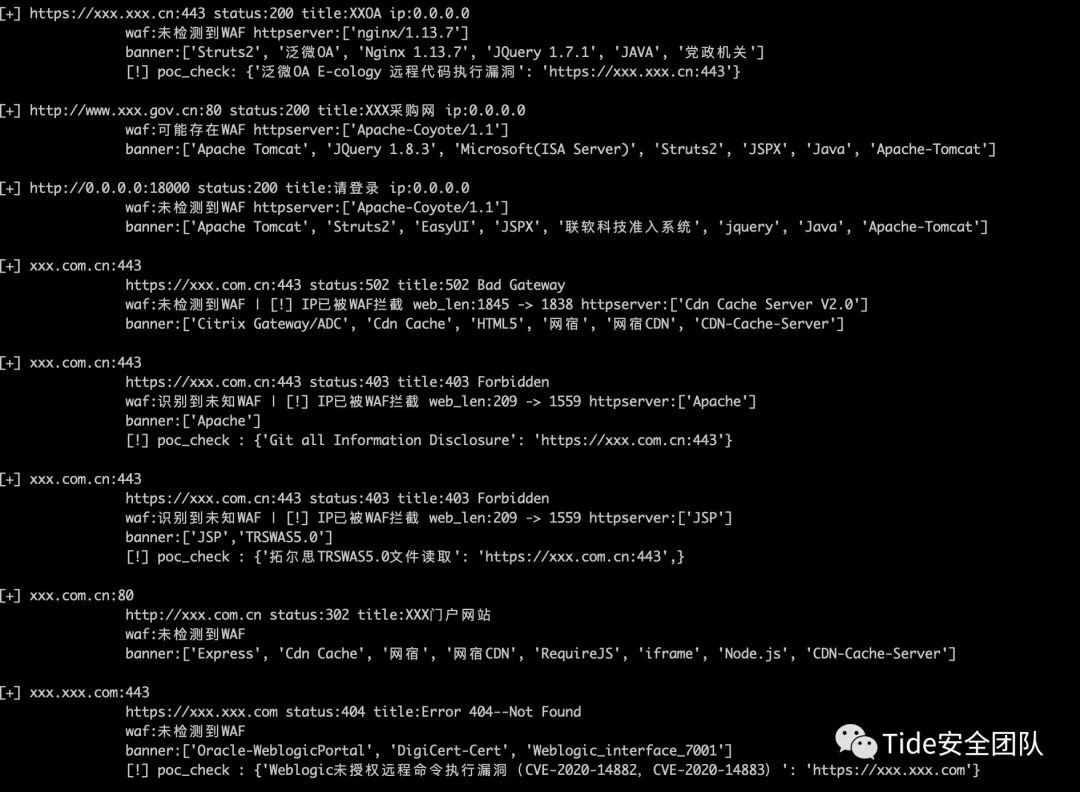 [+] https://xxx.xxx.cn:443 status:200 title:XXOA ip:0.0.0.0
waf:未检测到WAF httpserver:['nginx/1.13.7']
banner:['Struts2', '泛微OA', 'Nginx 1.13.7', 'JQuery 1.7.1', 'JAVA', '党政机关']
[!] poc_check: {'泛微OA E-cology 远程代码执行漏洞': 'https://xxx.xxx.cn:443'}
[+] http://www.xxx.gov.cn:80 status:200 title:XXX采购网 ip:0.0.0.0
waf:可能存在WAF httpserver:['Apache-Coyote/1.1']
banner:['Apache Tomcat', 'JQuery 1.8.3', 'Microsoft(ISA Server)', 'Struts2', 'JSPX', 'Java', 'Apache-Tomcat']
[+] http://0.0.0.0:18000 status:200 title:请登录 ip:0.0.0.0
waf:未检测到WAF httpserver:['Apache-Coyote/1.1']
banner:['Apache Tomcat', 'Struts2', 'EasyUI', 'JSPX', '联软科技准入系统', 'jquery', 'Java', 'Apache-Tomcat']
[+] xxx.com.cn:443
https://xxx.com.cn:443 status:502 title:502 Bad Gateway
waf:未检测到WAF | [!] IP已被WAF拦截 web_len:1845 -> 1838 httpserver:['Cdn Cache Server V2.0']
banner:['Citrix Gateway/ADC', 'Cdn Cache', 'HTML5', '网宿', '网宿CDN', 'CDN-Cache-Server']
[+] xxx.com.cn:443
https://xxx.com.cn:443 status:403 title:403 Forbidden
waf:识别到未知WAF | [!] IP已被WAF拦截 web_len:209 -> 1559 httpserver:['Apache']
banner:['Apache']
[!] poc_check : {'Git all Information Disclosure': 'https://xxx.com.cn:443'}
[+] xxx.com.cn:443
https://xxx.com.cn:443 status:403 title:403 Forbidden
waf:识别到未知WAF | [!] IP已被WAF拦截 web_len:209 -> 1559 httpserver:['JSP']
banner:['JSP','TRSWAS5.0']
[!] poc_check : {'拓尔思TRSWAS5.0文件读取': 'https://xxx.com.cn:443',}
[+] xxx.com.cn:80
http://xxx.com.cn status:302 title:XXX门户网站
waf:未检测到WAF
banner:['Express', 'Cdn Cache', '网宿', '网宿CDN', 'RequireJS', 'iframe', 'Node.js', 'CDN-Cache-Server']
[+] xxx.xxx.com:443
https://xxx.xxx.com status:404 title:Error 404--Not Found
waf:未检测到WAF
banner:['Oracle-WeblogicPortal', 'DigiCert-Cert', 'Weblogic_interface_7001']
[!] poc_check : {'Weblogic未授权远程命令执行漏洞（CVE-2020-14882, CVE-2020-14883）': 'https://xxx.xxx.com'}
Tide安全团队